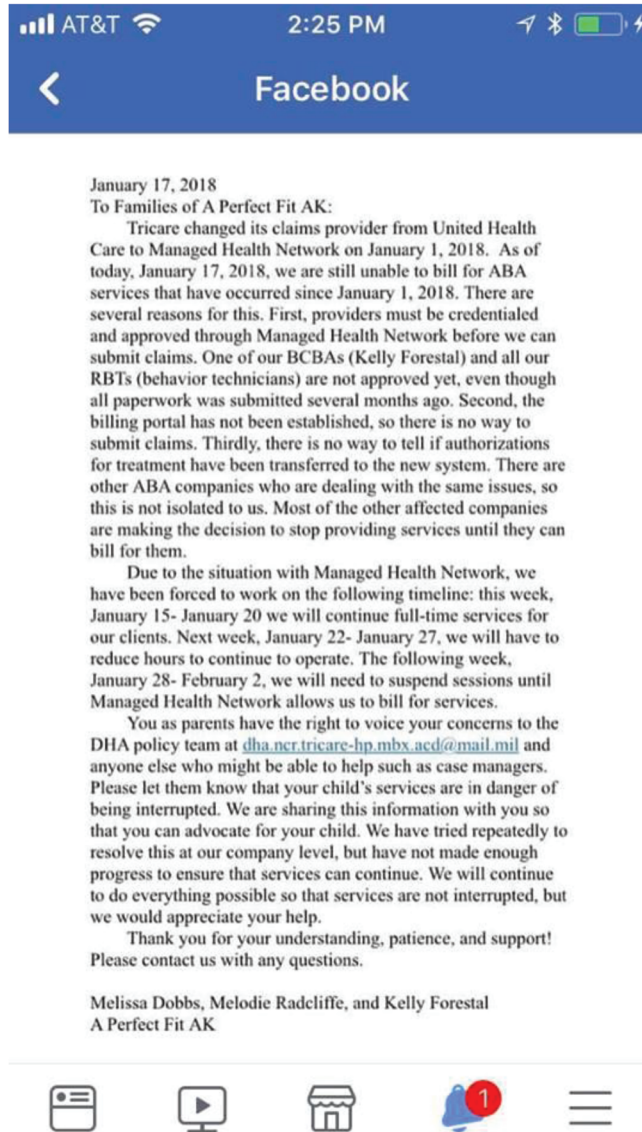 AT&T 2:25 PM
Facebook
January 17, 2018
To Families of A Perfect Fit AK:
Tricare changed its claims provider from United Health
Care to Managed Health Network on January 1, 2018. As of
today, January 17, 2018, we are still unable to bill for ABA
services that have occurred since January 1, 2018. There are
several reasons for this. First, providers must be credentialed
and approved through Managed Health Network before we can
submit claims. One of our BCBAs (Kelly Forestal) and all our
RBTs (behavior technicians) are not approved yet, even though
all paperwork was submitted several months ago. Second, the
billing portal has not been established, so there is no way to
submit claims. Thirdly, there is no way to tell if authorizations
for treatment have been transferred to the new system. There are
other ABA companies who are dealing with the same issues, so
this is not isolated to us. Most of the other affected companies
are making the decision to stop providing services until they can
bill for them.
Due to the situation with Managed Health Network, we
have been forced to work on the following timeline: this week,
January 15- January 20 we will continue full-time services for
our clients. Next week, January 22- January 27, we will have to
reduce hours to continue to operate. The following week,
January 28- February 2, we will need to suspend sessions until
Managed Health Network allows us to bill for services.
You as parents have the right to voice your concerns to the
DHA policy team at dha.ncr.tricare-hp.mbx.acd@mail.mil and
anyone else who might be able to help such as case managers.
Please let them know that your child's services are in danger of
being interrupted. We are sharing this information with you so
that you can advocate for your child. We have tried repeatedly to
resolve this at our company level, but have not made enough
progress to ensure that services can continue. We will continue
to do everything possible so that services are not interrupted, but
we would appreciate your help.
Thank you for your understanding, patience, and support!
Please contact us with any questions.
Melissa Dobbs, Melodie Radcliffe, and Kelly Forestal
A Perfect Fit AK
1